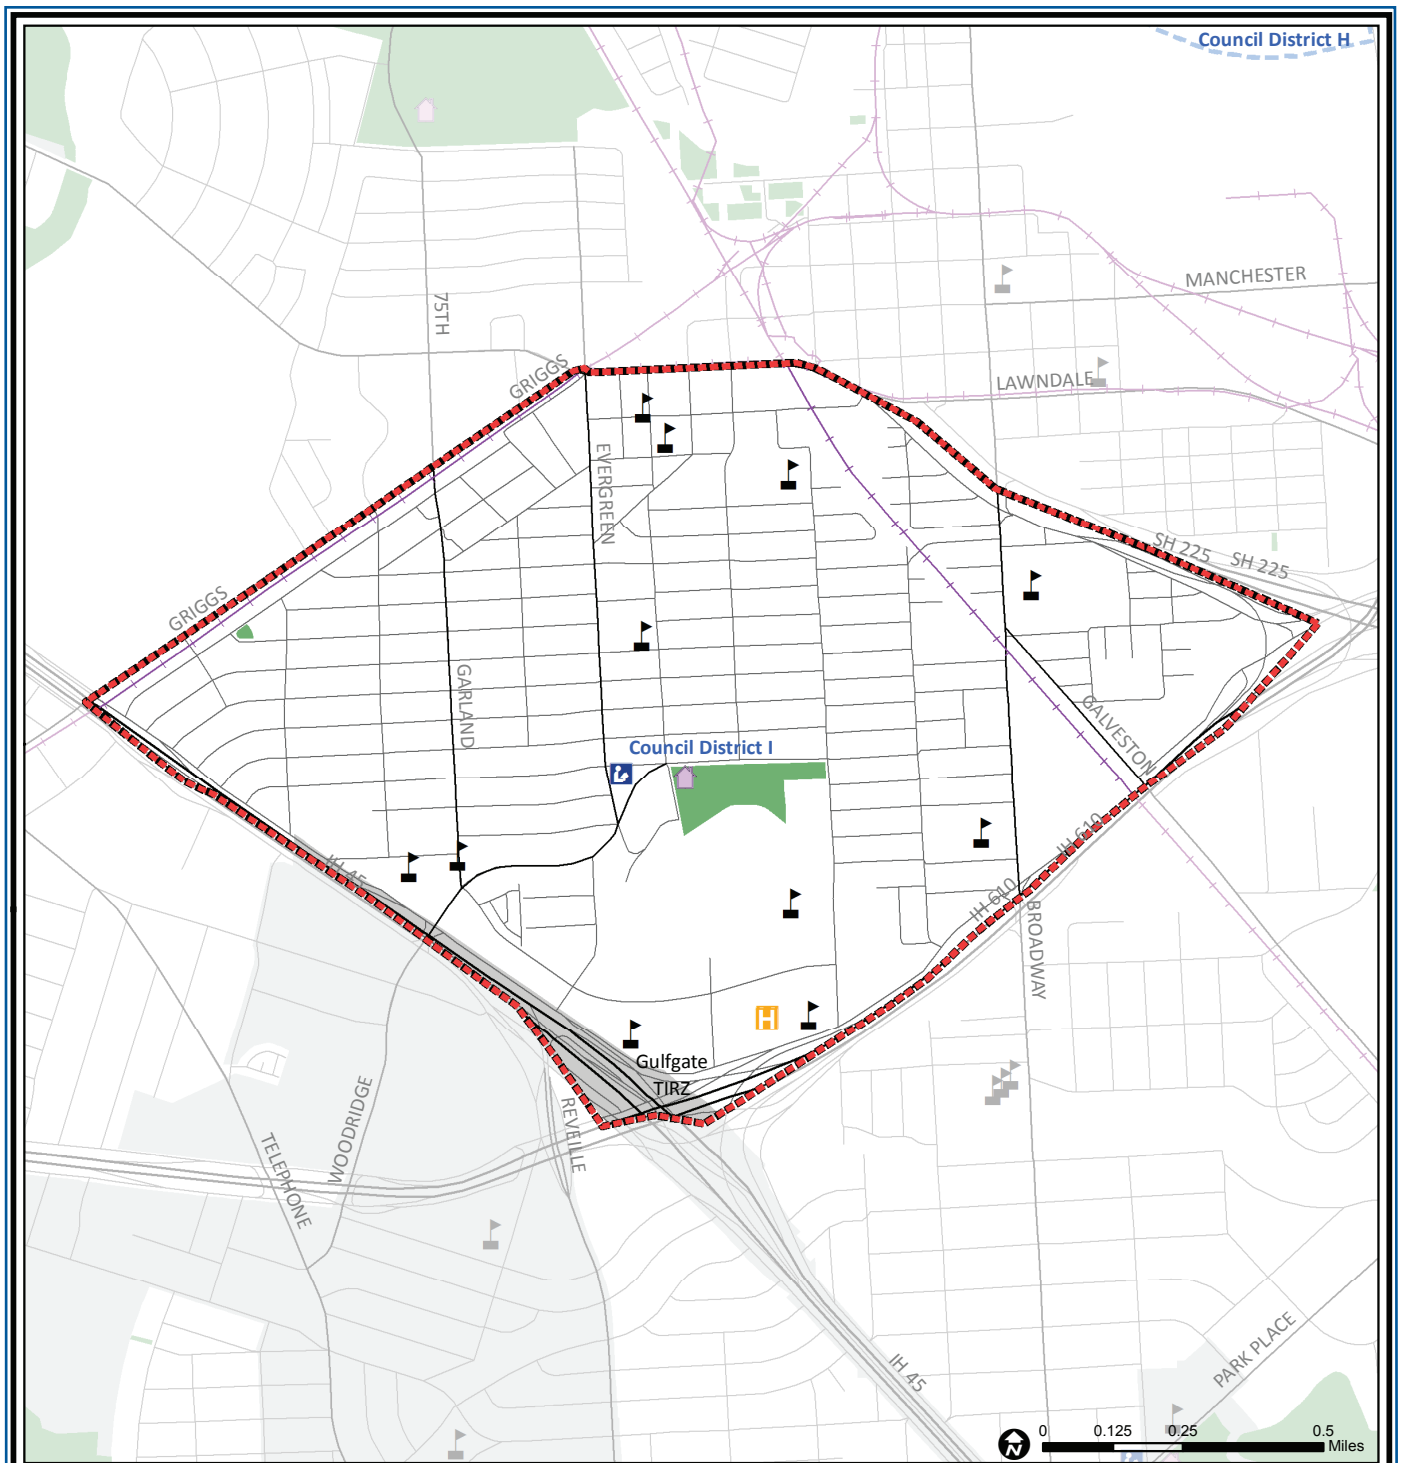 Council District H
MANCHESTER
75TH
GRIGGS
LAWNDALE
EVERGREEN
SH 225
SH 225
GRIGGS
GARLAND
GALVESTON
Council District I
IH 610
IH 45
IH 610
BROADWAY
H
Gulfgate
TIRZ
WOODRIDGE
REVEILLE
TELEPHONE
PARK PLACE
IH 45
N
0 0.125 0.25 0.5
Miles